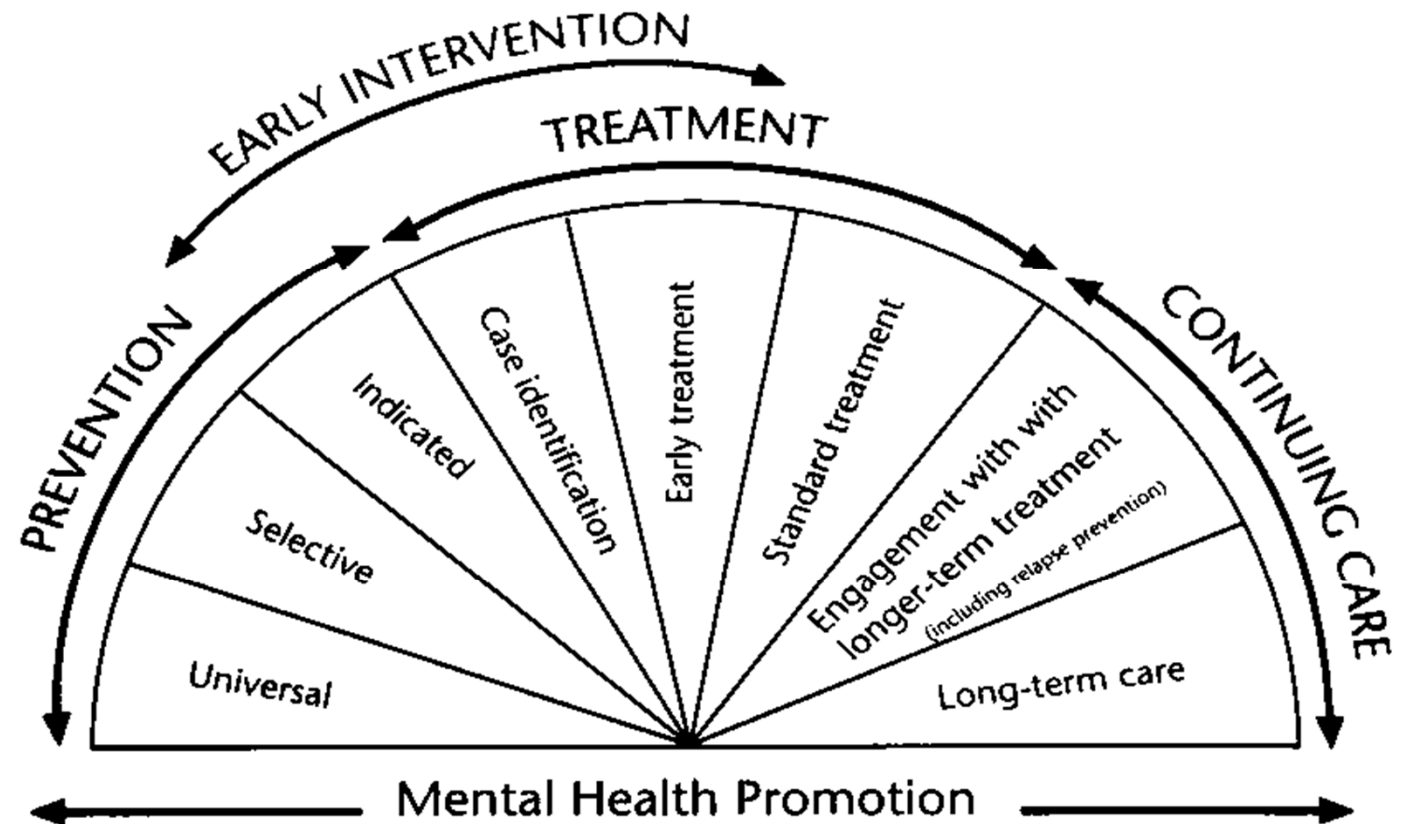 EARLY INTERVENTION
TREATMENT
PREVENTION
CONTINUING CARE
Universal
Selective
Indicated
Case identification
Early treatment
Standard treatment
Engagement with with
longer-term treatment
(including relapse prevention)
Long-term care
Mental Health Promotion